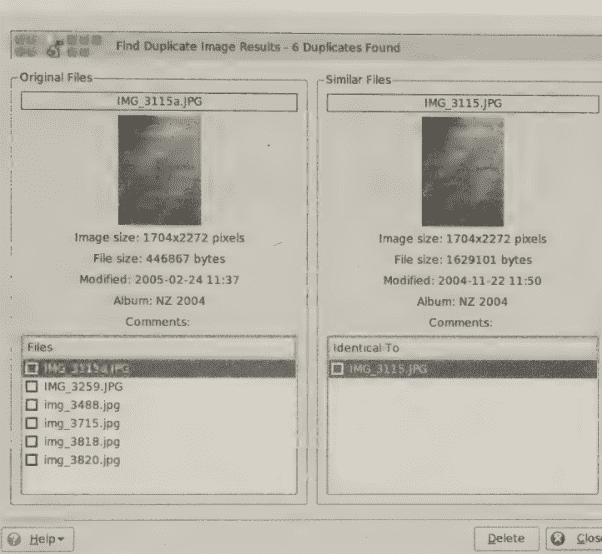 Find Duplicate Image Results - 6 Duplicates Found
Original Files
IMG_3115a.JPG
Image size: 1704x2272 pixels
File size: 446867 bytes
Modified: 2005-02-24 11:37
Album: NZ 2004
Comments:
Files
IMG_3115a.JPG
IMG_3259.JPG
img_3488.jpg
img_3715.jpg
img_3818.jpg
img_3820.jpg
Similar Files
IMG_3115.JPG
Image size: 1704x2272 pixels
File size: 1629101 bytes
Modified: 2004-11-22 11:50
Album: NZ 2004
Comments:
Identical To
IMG_3115.JPG
Help
Delete
Clos